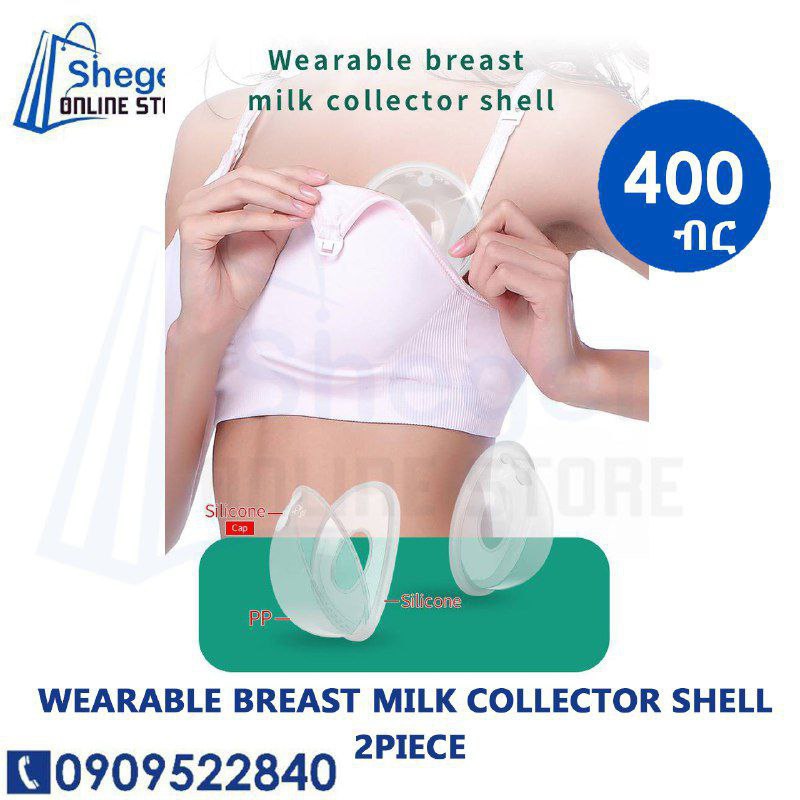 Shege
ONLINE STO
Wearable breast
milk collector shell
400
ብር
Sheger
ONLINE STORE
Silicone
Cap
Silicone
PP
WEARABLE BREAST MILK COLLECTOR SHELL
2PIECE
0909522840